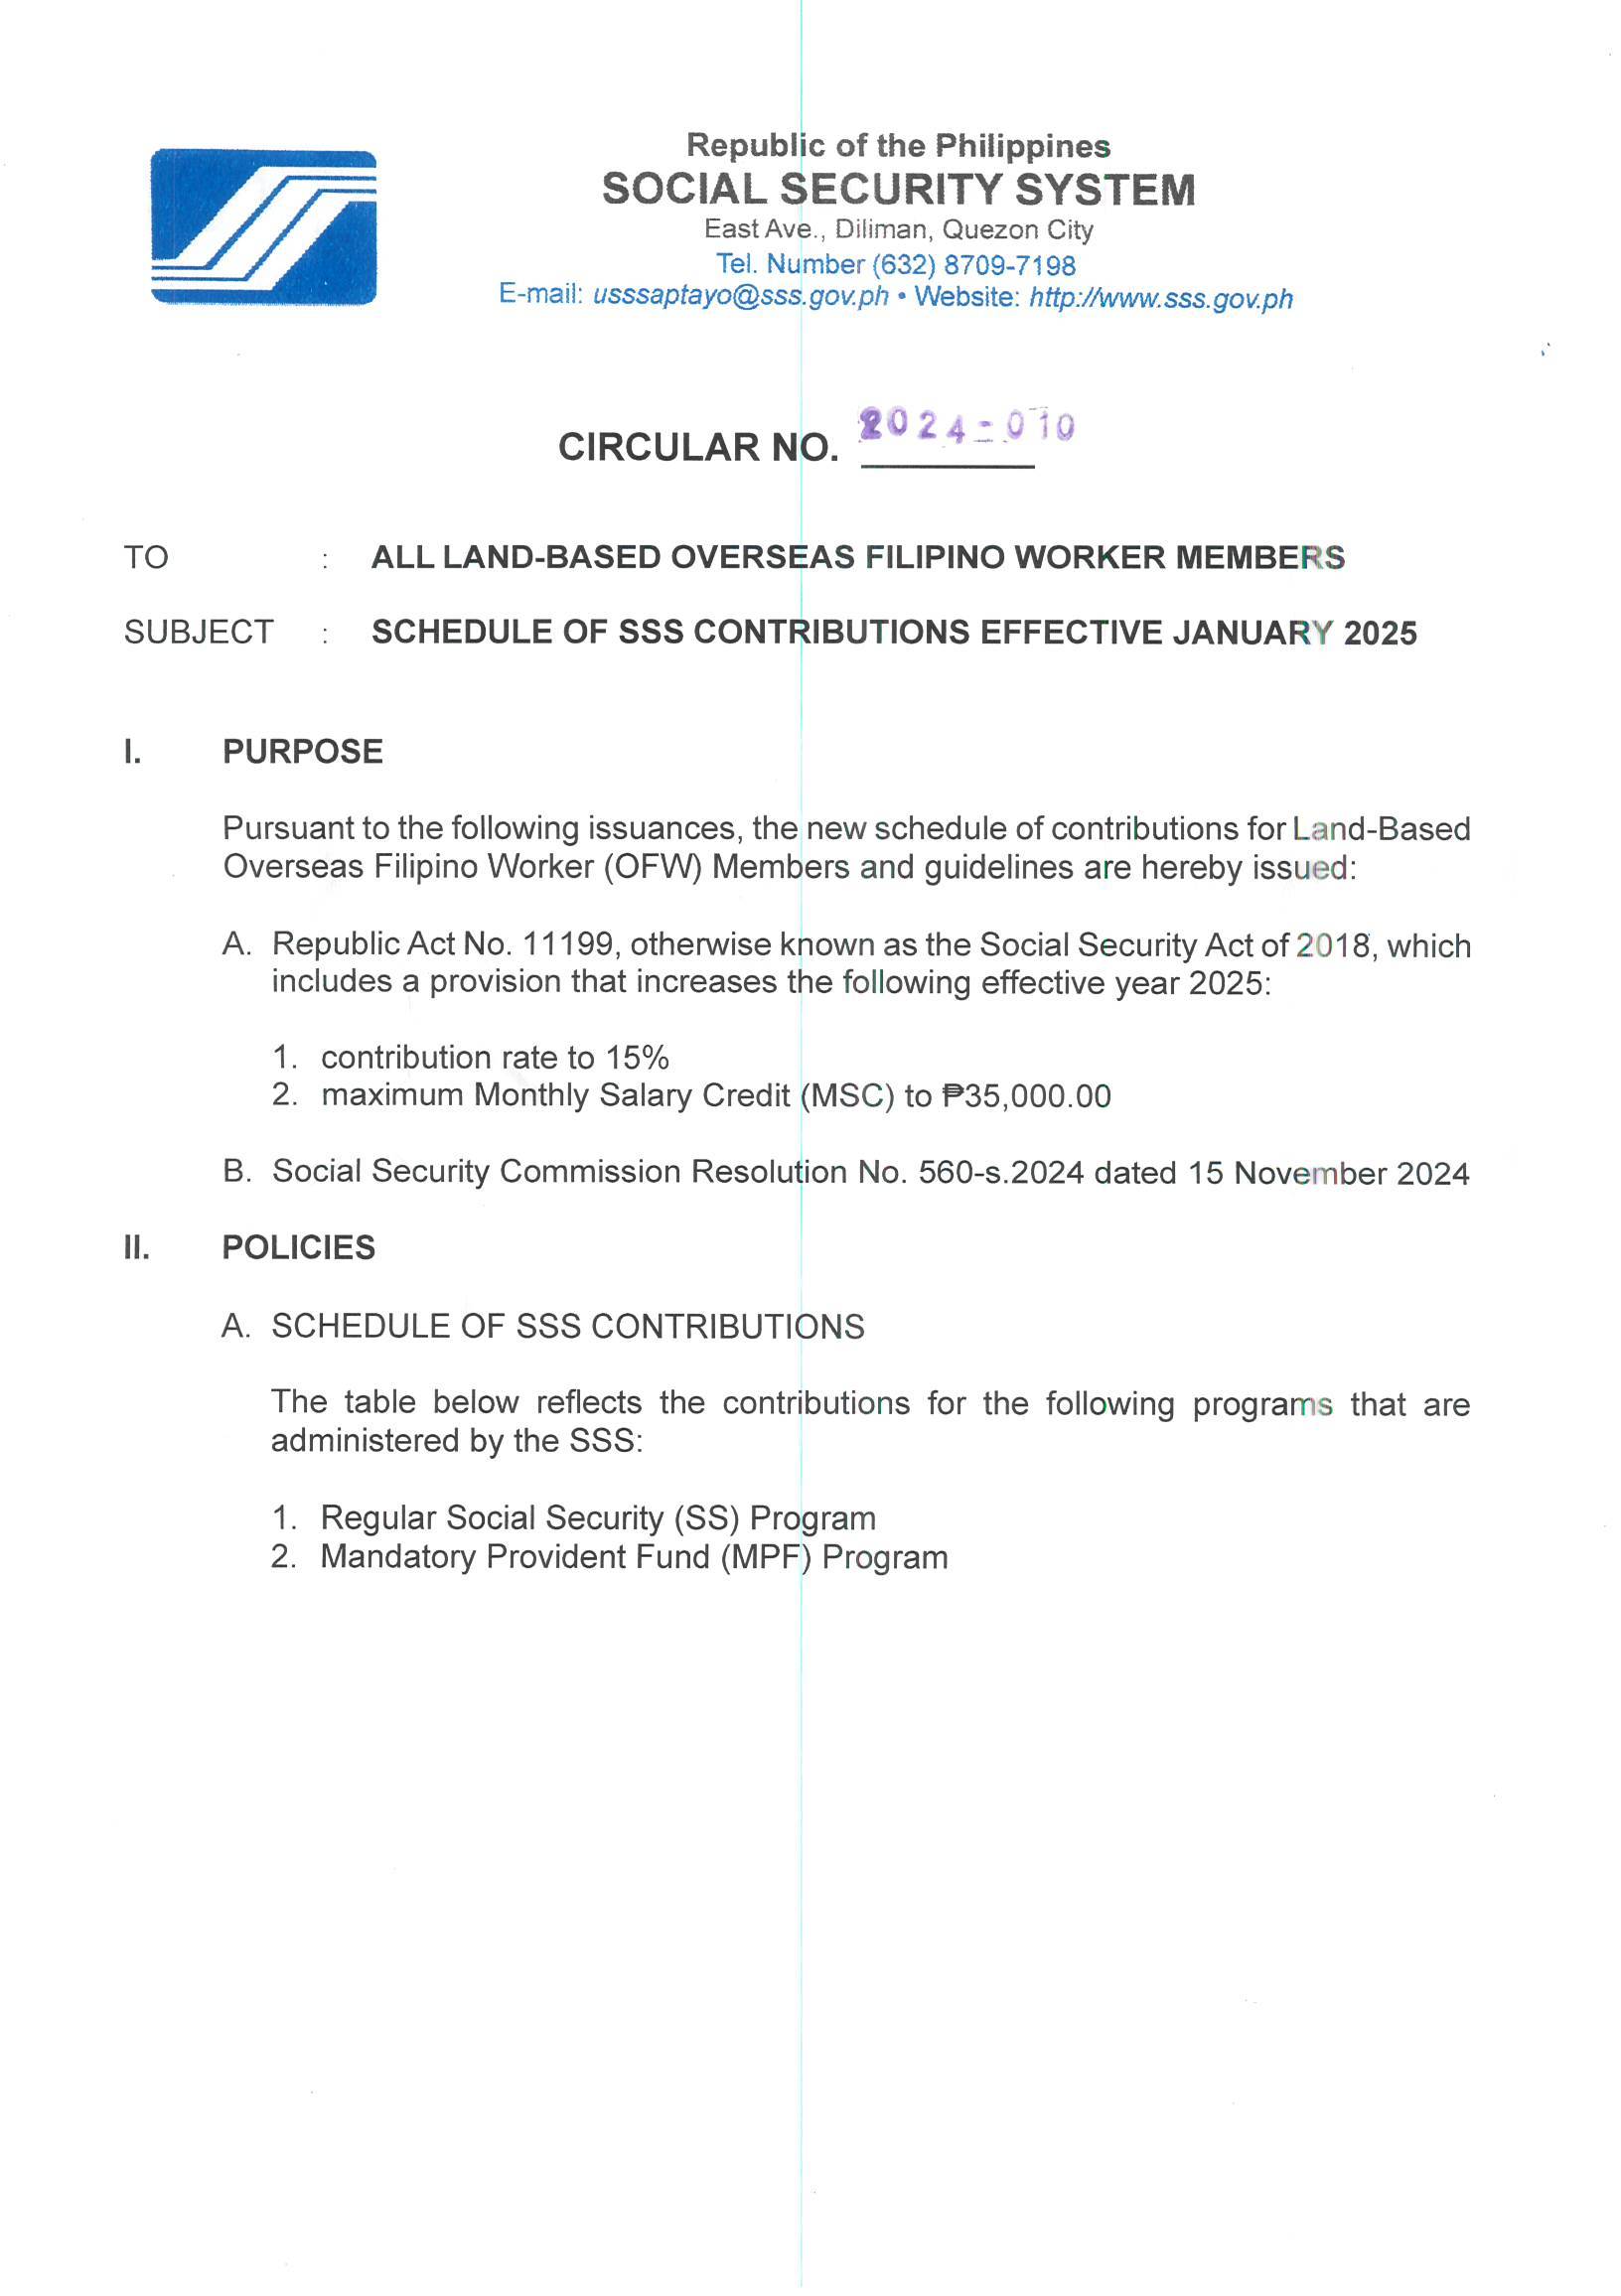 Republic of the Philippines
SOCIAL SECURITY SYSTEM
East Ave., Diliman, Quezon City
Tel. Number (632) 8709-7198
E-mail: usssaptayo@sss.gov.ph • Website: http://www.sss.gov.ph
CIRCULAR NO. 2024-010
TO : ALL LAND-BASED OVERSEAS FILIPINO WORKER MEMBERS
SUBJECT : SCHEDULE OF SSS CONTRIBUTIONS EFFECTIVE JANUARY 2025
I. PURPOSE
Pursuant to the following issuances, the new schedule of contributions for Land-Based
Overseas Filipino Worker (OFW) Members and guidelines are hereby issued:
A. Republic Act No. 11199, otherwise known as the Social Security Act of 2018, which
includes a provision that increases the following effective year 2025:
1. contribution rate to 15%
2. maximum Monthly Salary Credit (MSC) to ₱35,000.00
B. Social Security Commission Resolution No. 560-s.2024 dated 15 November 2024
II. POLICIES
A. SCHEDULE OF SSS CONTRIBUTIONS
The table below reflects the contributions for the following programs that are
administered by the SSS:
1. Regular Social Security (SS) Program
2. Mandatory Provident Fund (MPF) Program